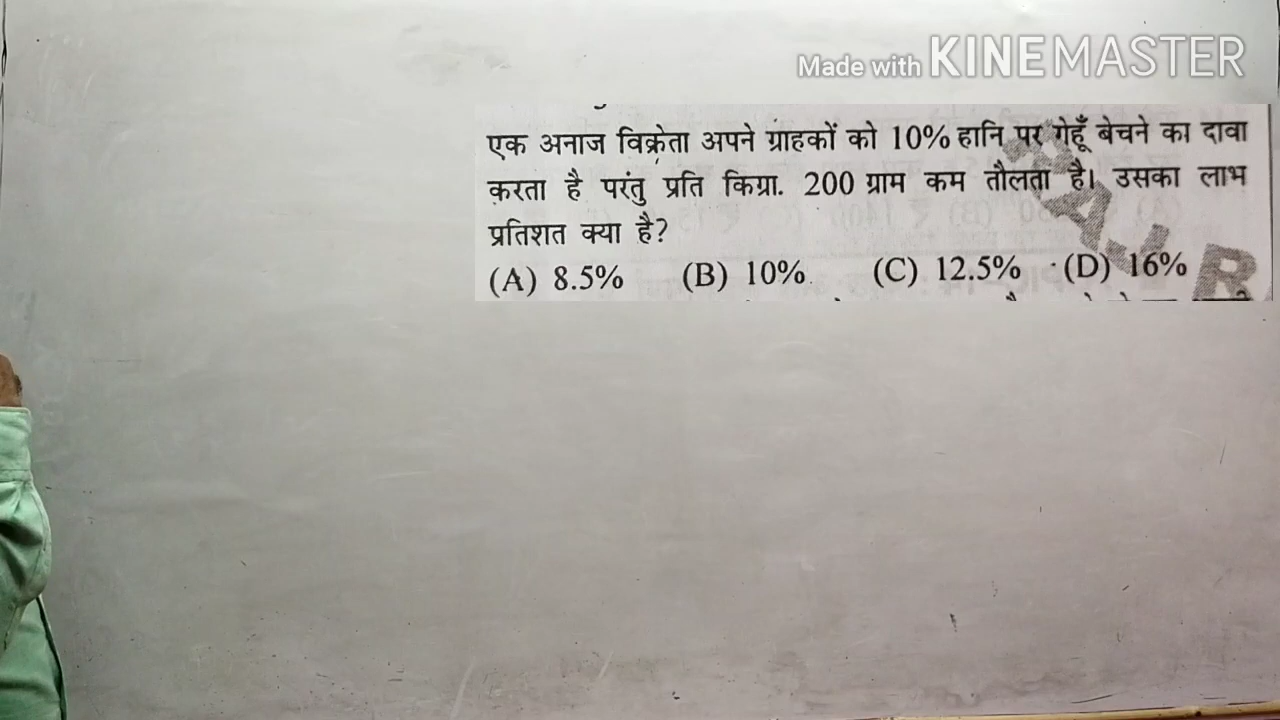 Made with KINEMASTER
एक अनाज विक्रेता अपने ग्राहकों को 10% हानि पर गेहूँ बेचने का दावा
करता है परंतु प्रति किग्रा. 200 ग्राम कम तौलता है। उसका लाभ
प्रतिशत क्या है?
(A) 8.5% (B) 10% (C) 12.5% (D) 16%